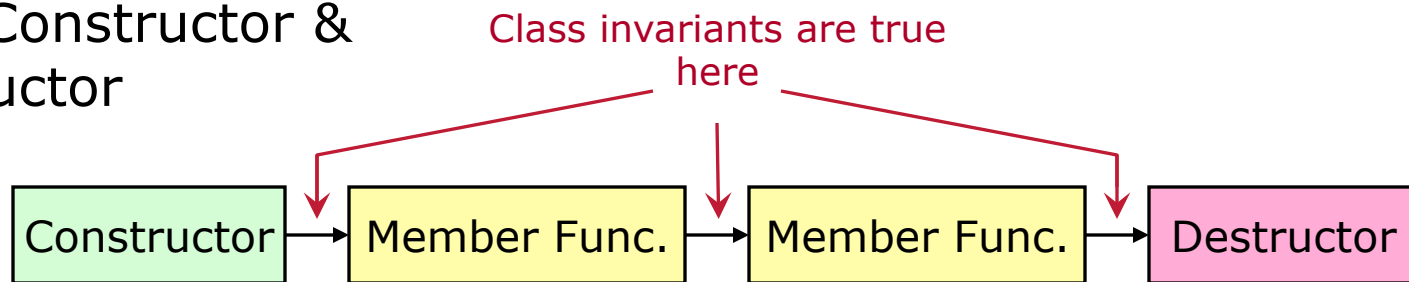 Constructor &
uctor
Class invariants are true
here
Constructor
Member Func.
Member Func.
Destructor